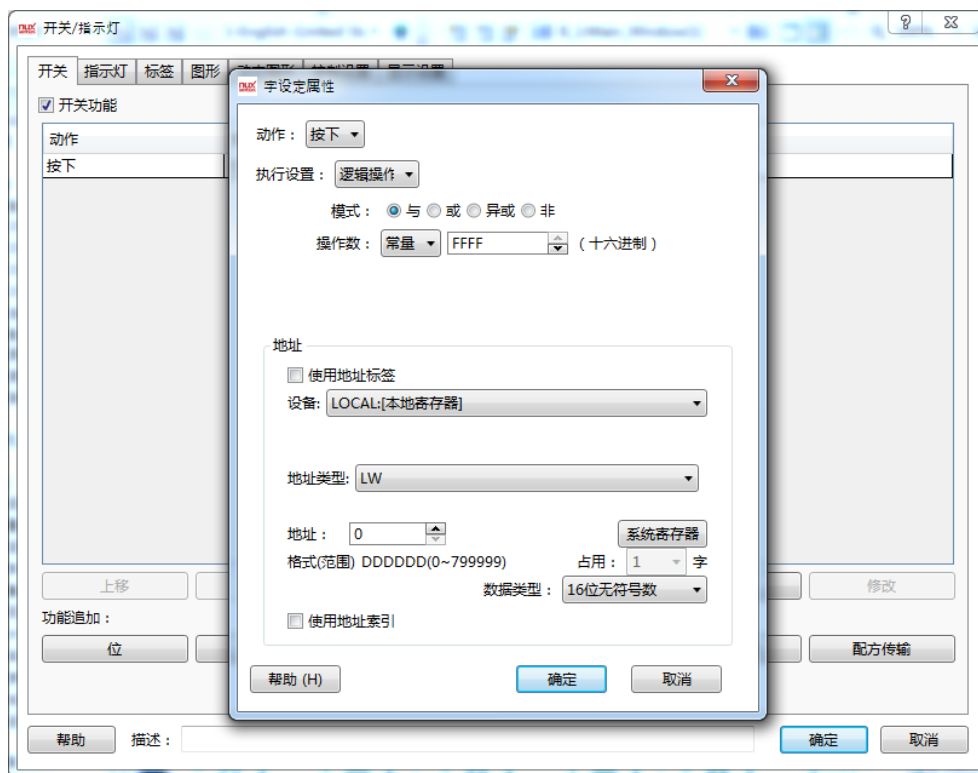 开关/指示灯
开关 指示灯 标签 图形
开关功能
动作
按下
字设定属性
动作： 按下
执行设置： 逻辑操作
模式： 与 或 异或 非
操作数： 常量 FFFF （十六进制）
地址
使用地址标签
设备: LOCAL:[本地寄存器]
地址类型: LW
地址： 0 系统寄存器
格式(范围) DDDDDD(0~799999) 占用： 1 字
数据类型： 16位无符号数
使用地址索引
帮助 (H) 确定 取消
上移 修改
功能追加：
位 配方传输
帮助 描述： 确定 取消